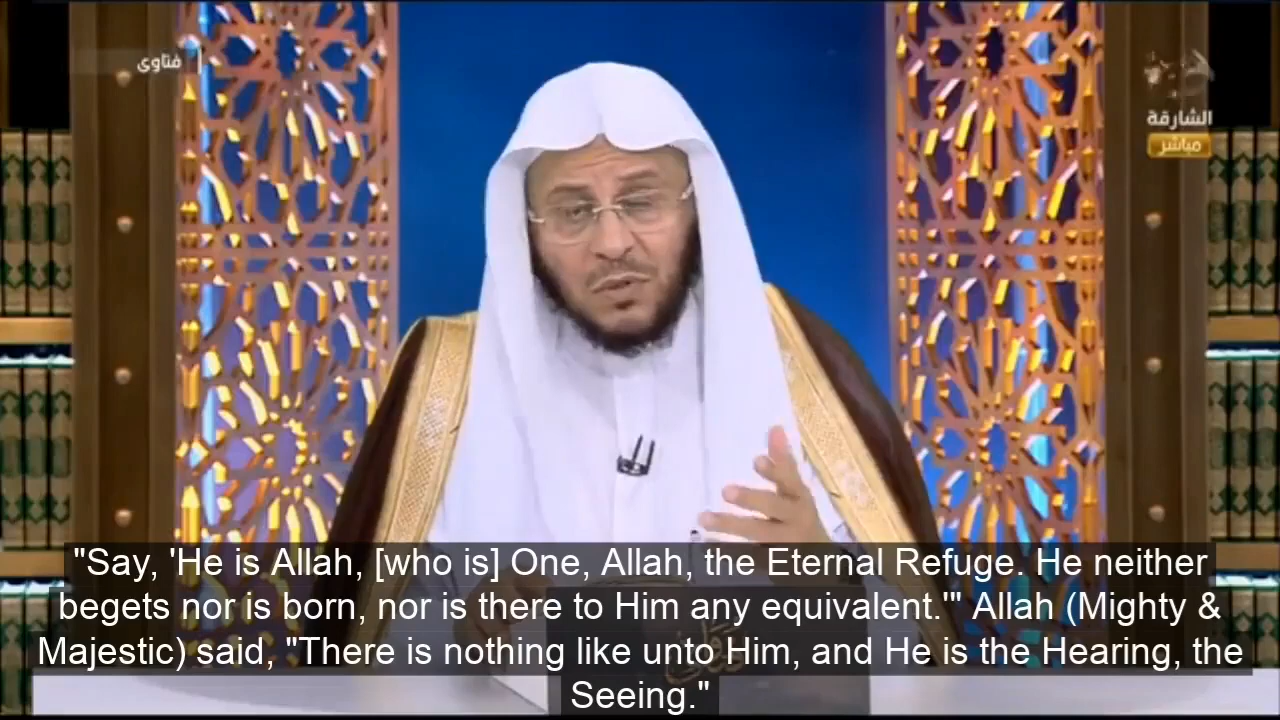 فتاوى
الشارقة
مباشر
"Say, 'He is Allah, [who is] One, Allah, the Eternal Refuge. He neither
begets nor is born, nor is there to Him any equivalent.'" Allah (Mighty &
Majestic) said, "There is nothing like unto Him, and He is the Hearing, the
Seeing."